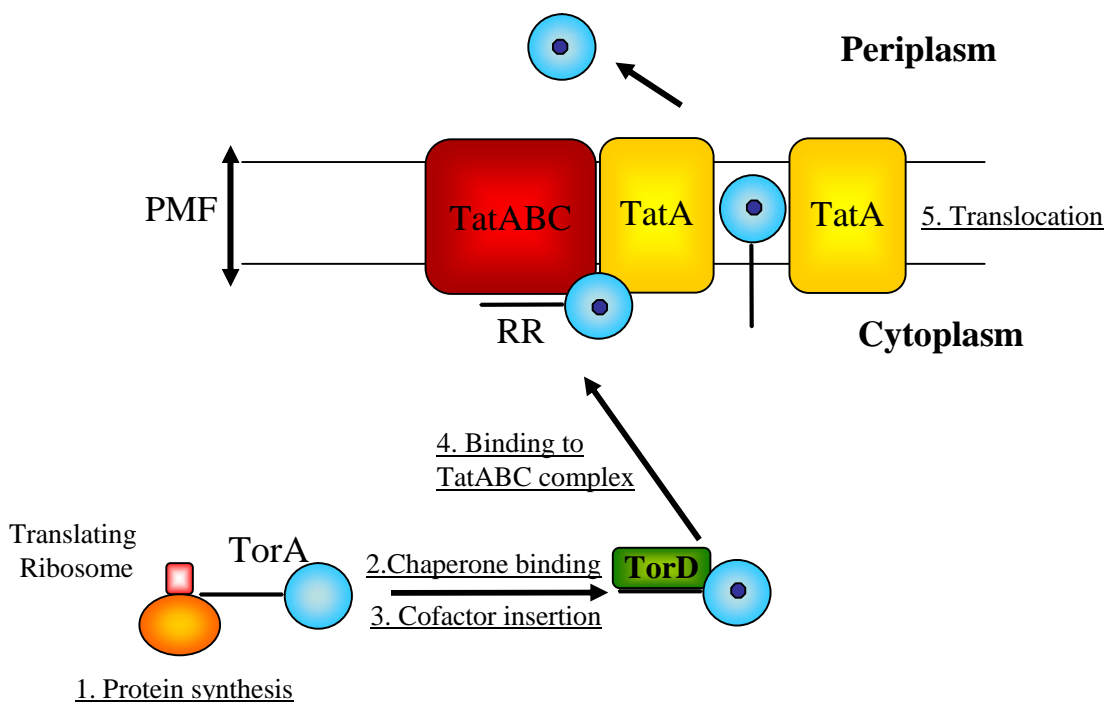 Periplasm
PMF
TatABC
TatA
TatA
5. Translocation
RR
Cytoplasm
4. Binding to
TatABC complex
Translating
Ribosome
TorA
2.Chaperone binding
3. Cofactor insertion
TorD
1. Protein synthesis